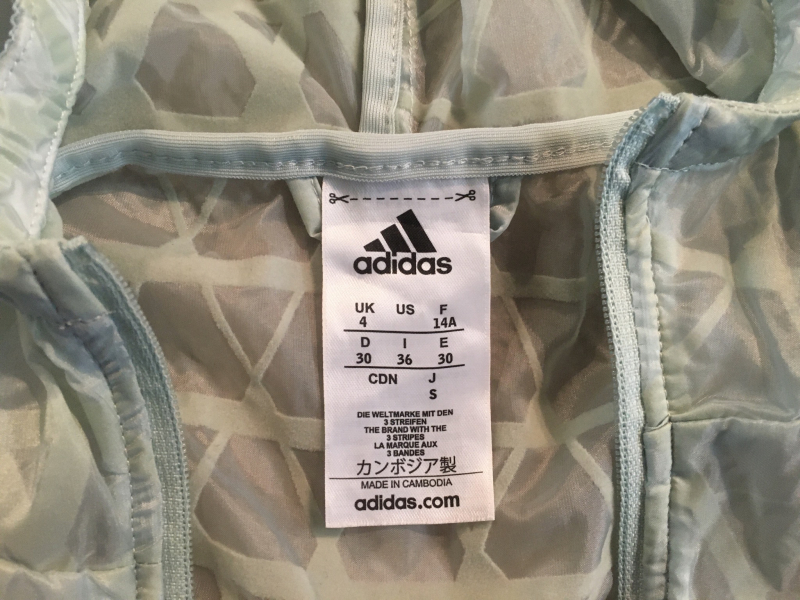 adidas
UK US F
4 14A
D I E
30 36 30
CDN J
S
DIE WELTMARKE MIT DEN
3 STREIFEN
THE BRAND WITH THE
3 STRIPES
LA MARQUE AUX
3 BANDES
カンボジア製
MADE IN CAMBODIA
adidas.com